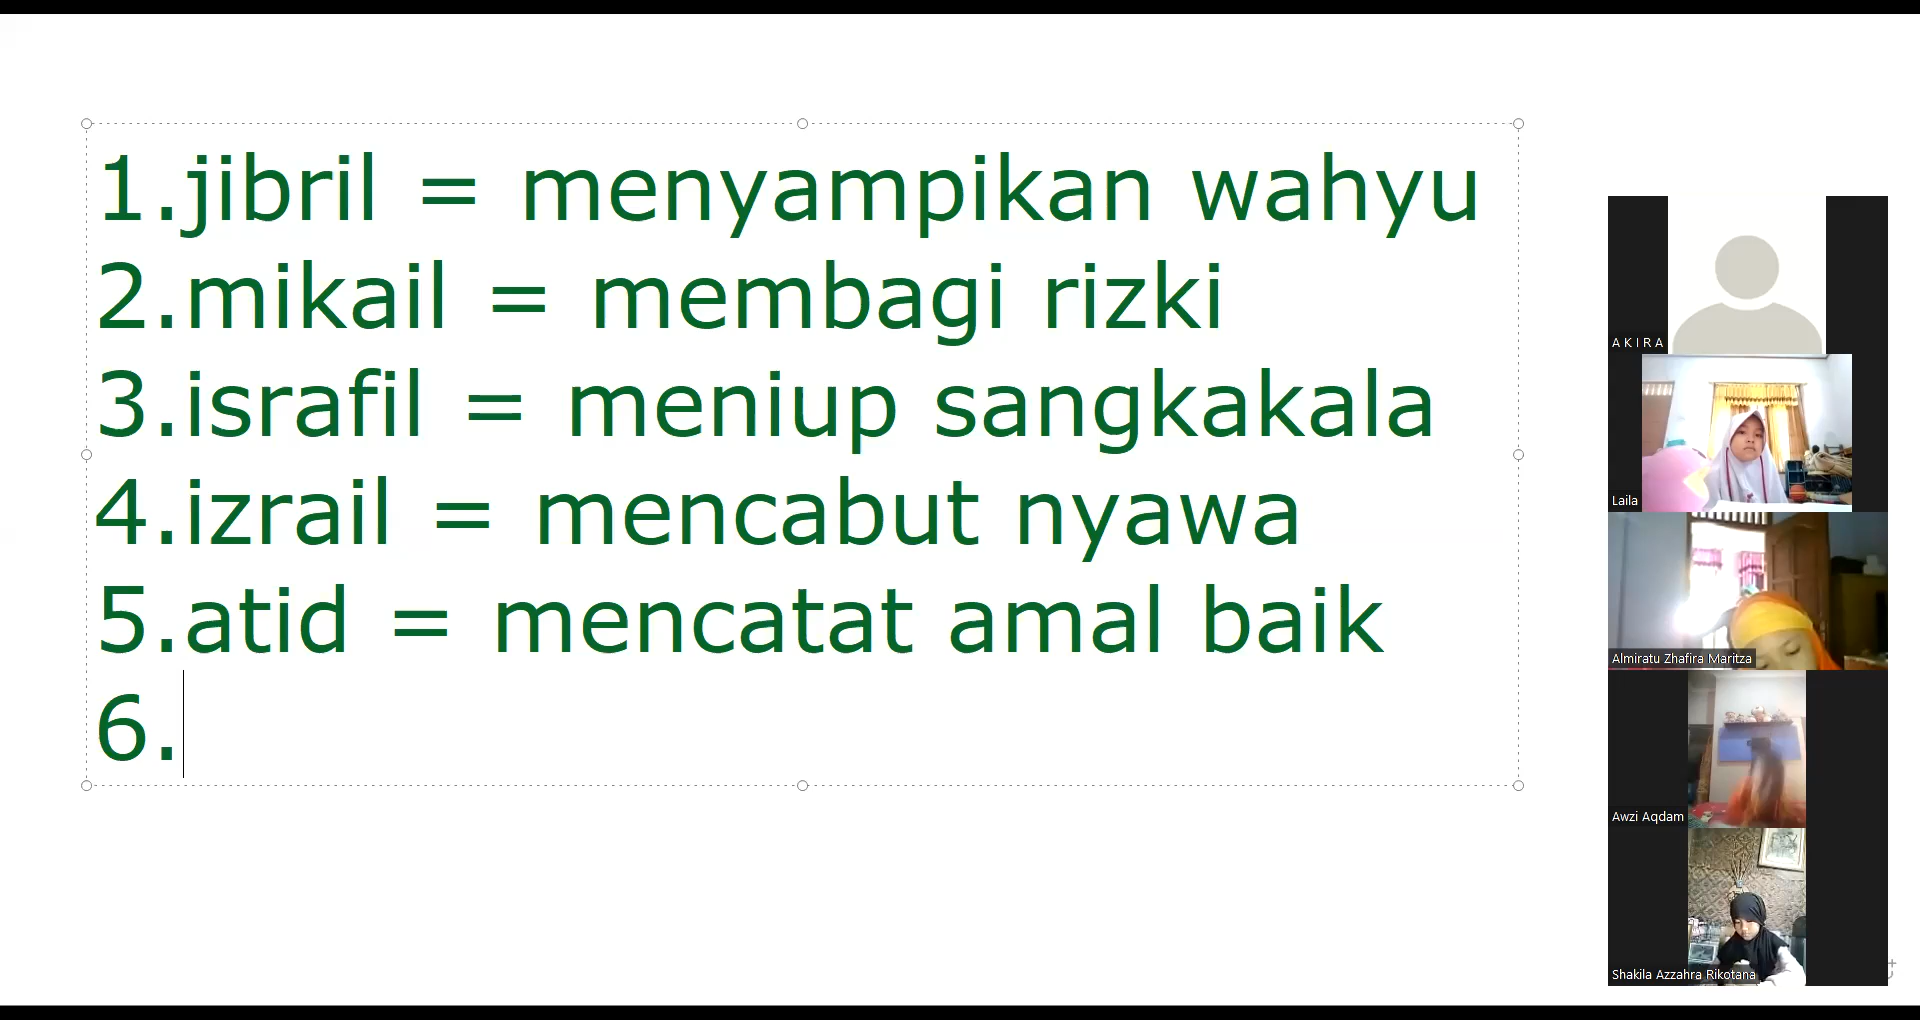 1.jibril = menyampikan wahyu
2.mikail = membagi rizki
3.israfil = meniup sangkakala
4.izrail = mencabut nyawa
5.atid = mencatat amal baik
6.
A K I R A
Laila
Almiratu Zhafira Maritza
Awzi Aqdam
Shakila Azzahra Rikotana